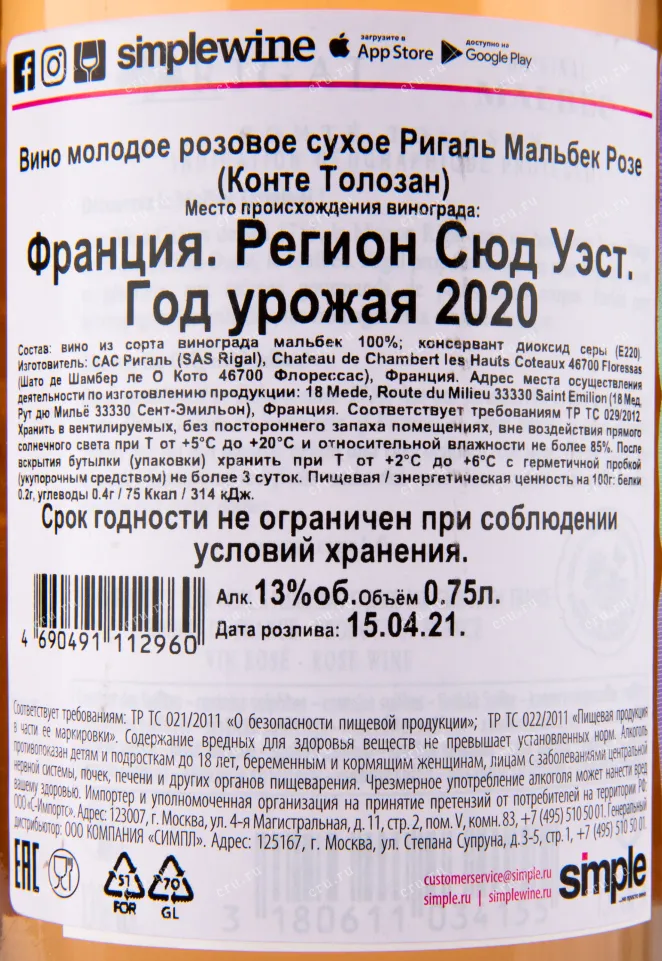 simplewine загрузите в App Store доступно на Google Play
Вино молодое розовое сухое Ригаль Мальбек Розе
(Конте Толозан)
Место происхождения винограда:
Франция. Регион Сюд Уэст.
Год урожая 2020
Состав: вино из сорта винограда мальбек 100%; консервант диоксид серы (E220).
Изготовитель: САС Ригаль (SAS Rigal), Chateau de Chambert les Hauts Coteaux 46700 Floressas
(Шато де Шамбер ле О Кото 46700 Флорессас), Франция. Адрес места осуществления
деятельности по изготовлению продукции: 18 Mede, Route du Milieu 33330 Saint Emilion (18 Мед,
Рут дю Мильё 33330 Сент-Эмильон), Франция. Соответствует требованиям ТР ТС 029/2012.
Хранить в вентилируемых, без постороннего запаха помещениях, вне воздействия прямого
солнечного света при Т от +5°С до +20°С и относительной влажности не более 85%. После
вскрытия бутылки (упаковки) хранить при Т от +2°С до +6°С с герметичной пробкой
(укупорочным средством) не более 3 суток. Пищевая / энергетическая ценность на 100г: белки
0.2г, углеводы 0.4г / 75 Ккал / 314 кДж.
Срок годности не ограничен при соблюдении
условий хранения.
Алк. 13%об. Объём 0.75л.
4 690491 112960
Дата розлива: 15.04.21.
Соответствует требованиям: ТР ТС 021/2011 «О безопасности пищевой продукции»; ТР ТС 022/2011 «Пищевая продукция
в части ее маркировки». Содержание вредных для здоровья веществ не превышает установленных норм. Алкоголь
противопоказан детям и подросткам до 18 лет, беременным и кормящим женщинам, лицам с заболеваниями центральной
нервной системы, почек, печени и других органов пищеварения. Чрезмерное употребление алкоголя может нанести вред
вашему здоровью. Импортер и уполномоченная организация на принятие претензий от потребителей на территории РФ:
ООО «С-Импортс». Адрес: 123007, г. Москва, ул. 4-я Магистральная, д. 11, стр. 2, пом. V, комн. 83, +7 (495) 510 50 01. Генеральный
дистрибьютор: ООО КОМПАНИЯ «СИМПЛ». Адрес: 125167, г. Москва, ул. Степана Супруна, д. 3-5, стр. 1, +7 (495) 510 50 01.
EAC
51 70
FOR GL
customerservice@simple.ru
simple.ru | simplewine.ru
simple
3 180611 034155